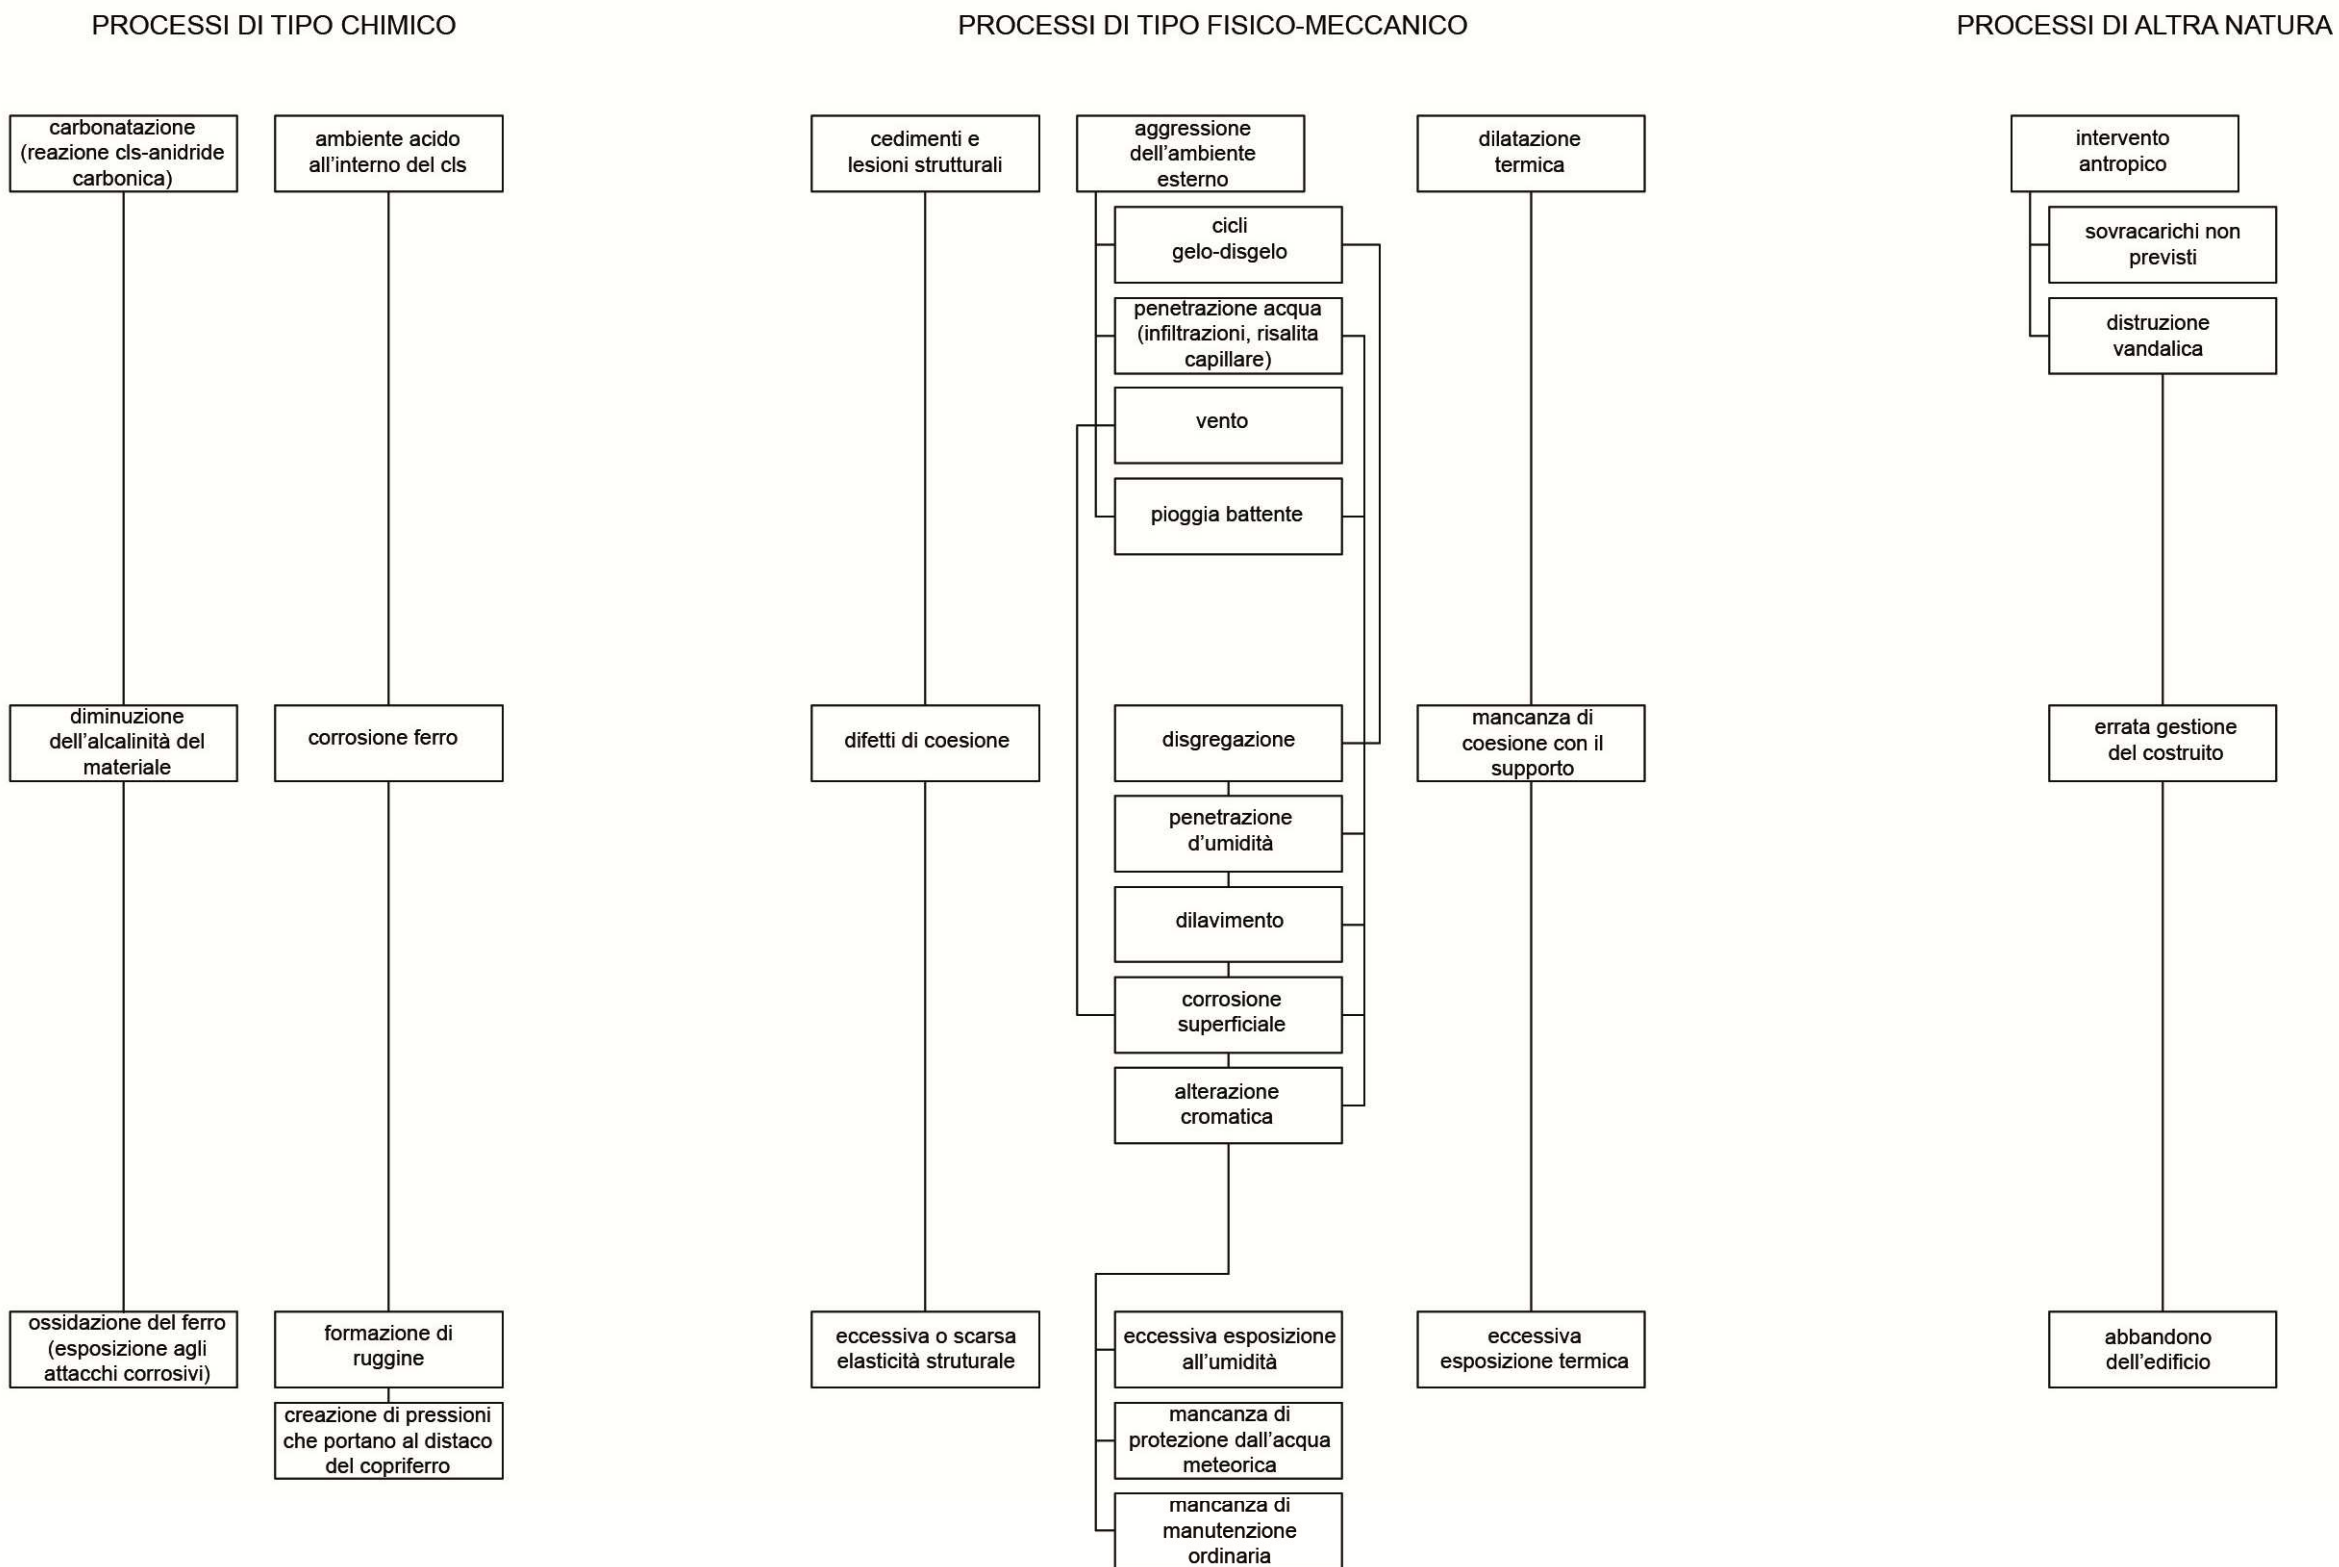 PROCESSI DI TIPO CHIMICO
PROCESSI DI TIPO FISICO-MECCANICO
PROCESSI DI ALTRA NATURA
carbonatazione
(reazione cls-anidride
carbonica)
ambiente acido
all'interno del cls
cedimenti e
lesioni strutturali
aggressione
dell'ambiente
esterno
dilatazione
termica
intervento
antropico
cicli
gelo-disgelo
sovracarichi non
previsti
penetrazione acqua
(infiltrazioni, risalita
capillare)
distruzione
vandalica
vento
pioggia battente
diminuzione
dell'alcalinità del
materiale
corrosione ferro
difetti di coesione
disgregazione
mancanza di
coesione con il
supporto
errata gestione
del costruito
penetrazione
d'umidità
dilavimento
corrosione
superficiale
alterazione
cromatica
ossidazione del ferro
(esposizione agli
attacchi corrosivi)
formazione di
ruggine
eccessiva o scarsa
elasticità struturale
eccessiva esposizione
all'umidità
eccessiva
esposizione termica
abbandono
dell'edificio
creazione di pressioni
che portano al distaco
del copriferro
mancanza di
protezione dall'acqua
meteorica
mancanza di
manutenzione
ordinaria